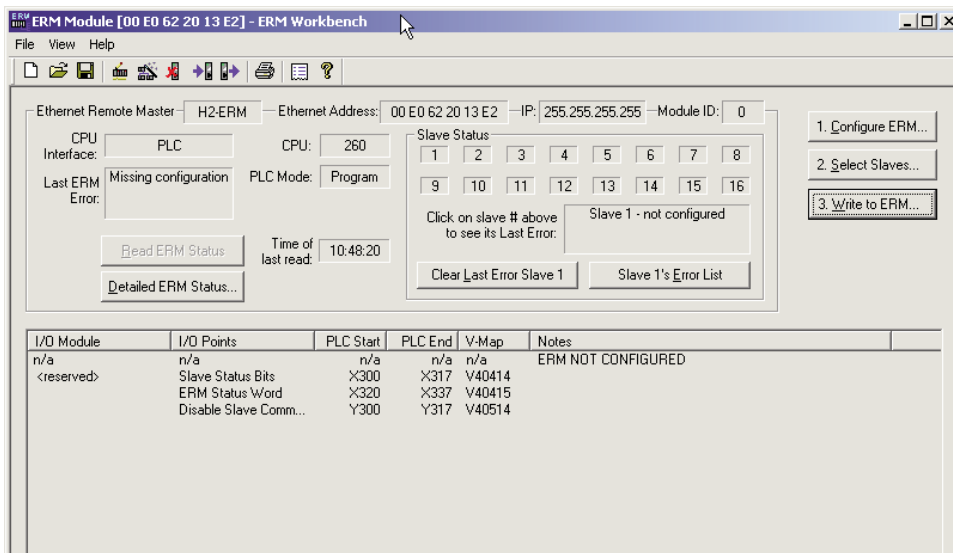 ERM Module [00 E0 62 20 13 E2] - ERM Workbench
File View Help
Ethernet Remote Master H2-ERM Ethernet Address: 00 E0 62 20 13 E2 IP: 255.255.255.255 Module ID: 0
CPU Interface: PLC CPU: 260
Last ERM Error: Missing configuration PLC Mode: Program
Read ERM Status Time of last read: 10:48:20
Detailed ERM Status...
Slave Status
1 2 3 4 5 6 7 8
9 10 11 12 13 14 15 16
Click on slave # above to see its Last Error: Slave 1 - not configured
Clear Last Error Slave 1 Slave 1's Error List
1. Configure ERM...
2. Select Slaves...
3. Write to ERM...
I/O Module I/O Points PLC Start PLC End V-Map Notes
n/a n/a n/a n/a n/a ERM NOT CONFIGURED
<reserved> Slave Status Bits X300 X317 V40414
ERM Status Word X320 X337 V40415
Disable Slave Comm... Y300 Y317 V40514